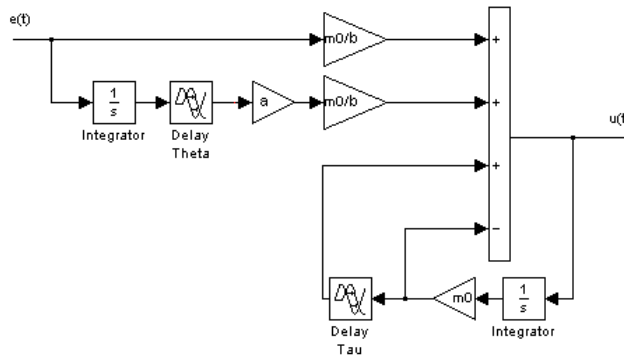 e(t)
m0/b
+
1
s
Integrator
Delay
Theta
a
m0/b
+
u(t
+
−
Delay
Tau
m0
1
s
Integrator